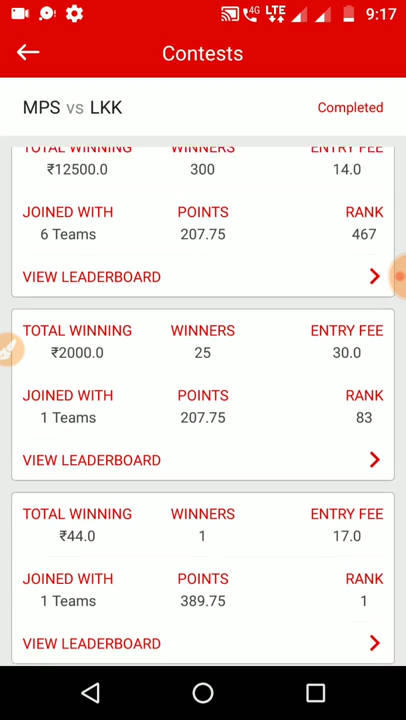 4G LTE 9:17
Contests
MPS vs LKK Completed
TOTAL WINNING WINNERS ENTRY FEE
₹12500.0 300 14.0
JOINED WITH POINTS RANK
6 Teams 207.75 467
VIEW LEADERBOARD
TOTAL WINNING WINNERS ENTRY FEE
₹2000.0 25 30.0
JOINED WITH POINTS RANK
1 Teams 207.75 83
VIEW LEADERBOARD
TOTAL WINNING WINNERS ENTRY FEE
₹44.0 1 17.0
JOINED WITH POINTS RANK
1 Teams 389.75 1
VIEW LEADERBOARD